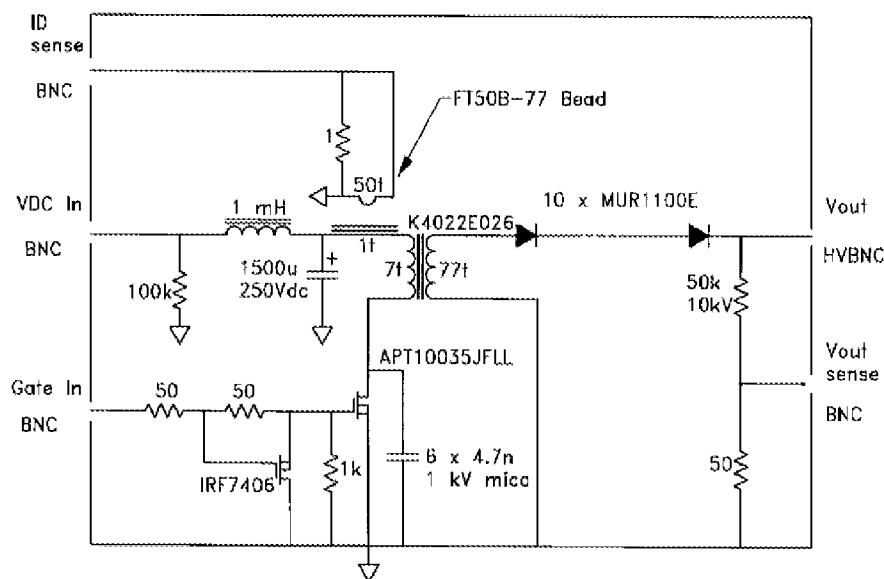 ID
sense
BNC
FT50B-77 Bead
1
50t
VDC In
BNC
1 mH
K4022E026
10 x MUR1100E
Vout
HVBNC
1t
7t
77t
100k
1500u
250Vdc
+
50k
10kV
APT10035JFLL
Vout
sense
BNC
Gate In
BNC
50
50
IRF7406
1k
6 x 4.7n
1 kV mica
50